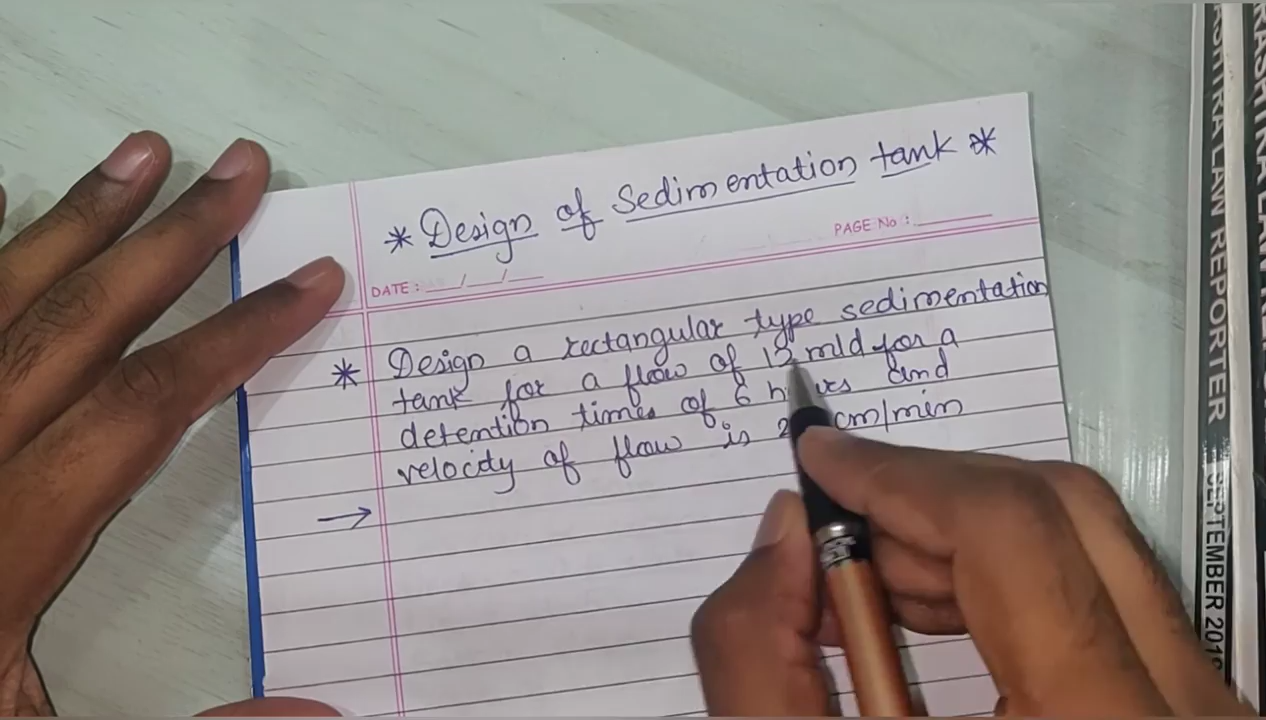 * Design of Sedimentation tank *
PAGE No :
DATE : / /
* Design a rectangular type sedimentation
tank for a flow of 12 mld for a
detention times of 6 and
velocity of flow is cm/min
→
SEPTEMBER
LAW REPORTER